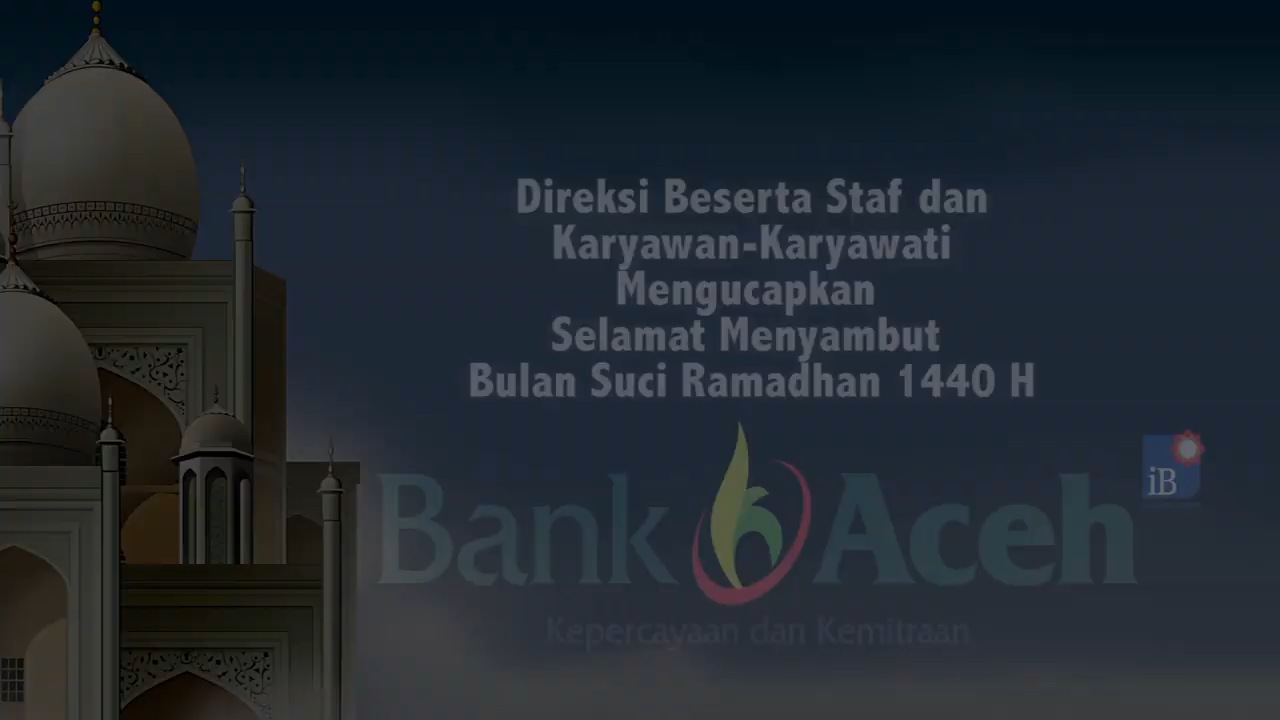 Direksi Beserta Staf dan
Karyawan-Karyawati
Mengucapkan
Selamat Menyambut
Bulan Suci Ramadhan 1440 H
Bank Aceh
iB
Kepercayaan dan Kemitraan